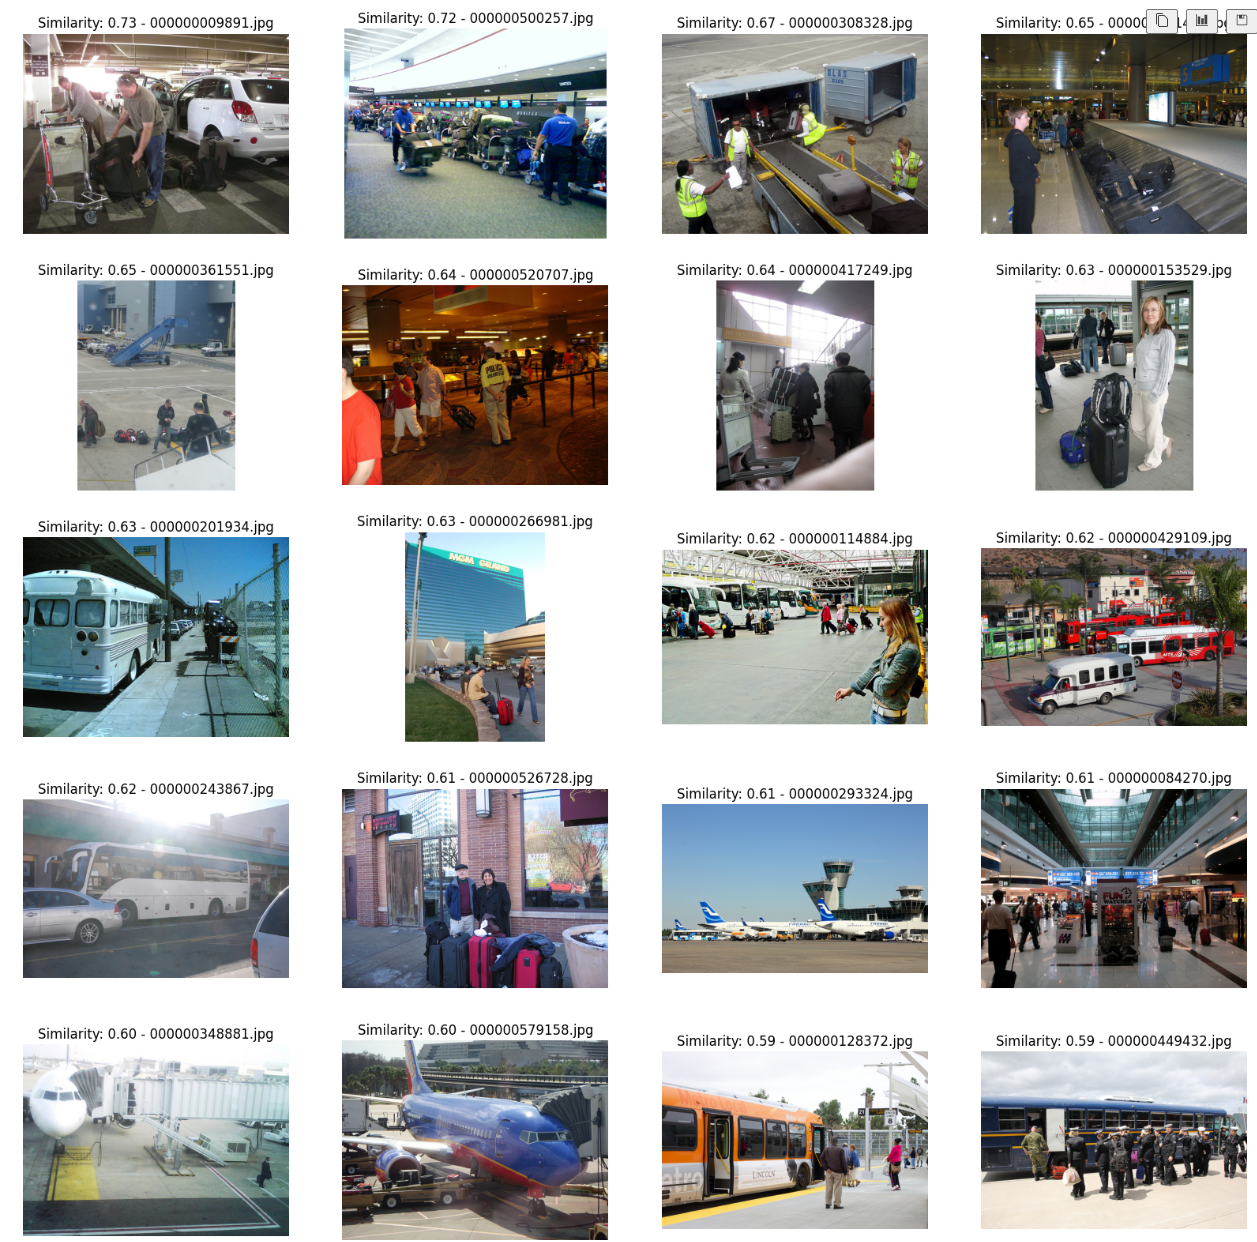 Similarity: 0.73 - 000000009891.jpg
Similarity: 0.72 - 000000500257.jpg
Similarity: 0.67 - 000000308328.jpg
Similarity: 0.65 -
Similarity: 0.65 - 000000361551.jpg
Similarity: 0.64 - 000000520707.jpg
POLICE
Similarity: 0.64 - 000000417249.jpg
Similarity: 0.63 - 000000153529.jpg
Similarity: 0.63 - 000000201934.jpg
Similarity: 0.63 - 000000266981.jpg
MGM GRAND
Similarity: 0.62 - 000000114884.jpg
Similarity: 0.62 - 000000429109.jpg
Similarity: 0.62 - 000000243867.jpg
Similarity: 0.61 - 000000526728.jpg
Similarity: 0.61 - 000000293324.jpg
Similarity: 0.61 - 000000084270.jpg
FUN
Similarity: 0.60 - 000000348881.jpg
Similarity: 0.60 - 000000579158.jpg
Similarity: 0.59 - 000000128372.jpg
etro
LINCOLN
Similarity: 0.59 - 000000449432.jpg